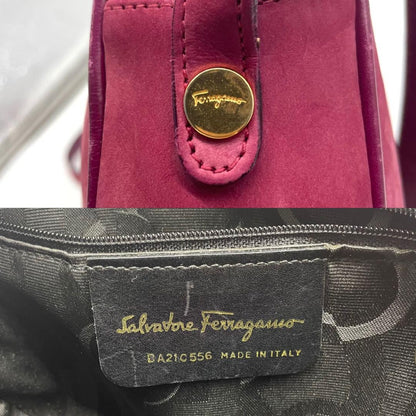 Ferragamo
Salvatore Ferragamo
BA21C556 MADE IN ITALY